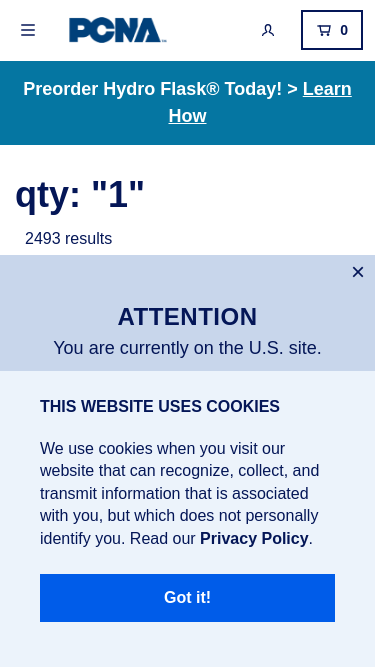 PCNA
0
Preorder Hydro Flask® Today! > Learn
How
qty: "1"
2493 results
×
ATTENTION
You are currently on the U.S. site.
THIS WEBSITE USES COOKIES
We use cookies when you visit our
website that can recognize, collect, and
transmit information that is associated
with you, but which does not personally
identify you. Read our Privacy Policy.
Got it!